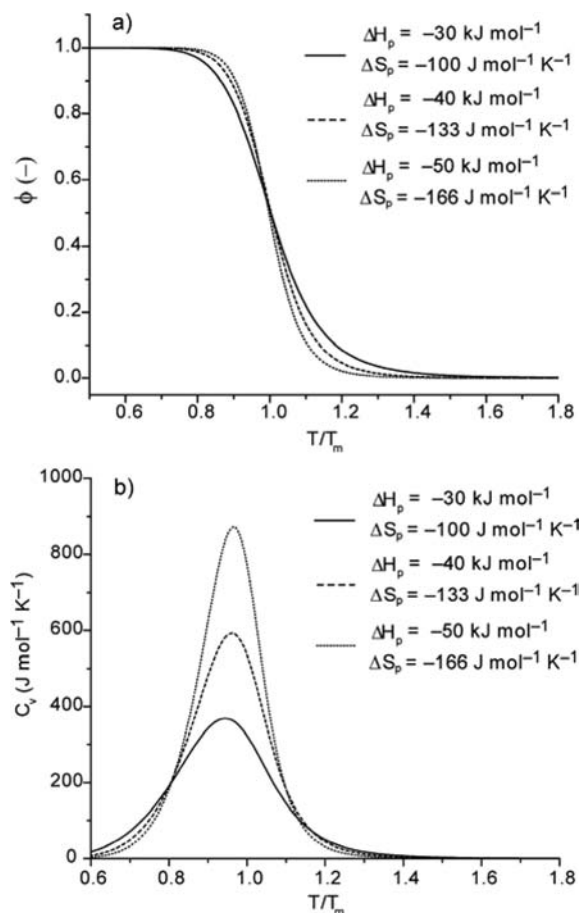 a)
ΔHₚ = −30 kJ mol⁻¹
ΔSₚ = −100 J mol⁻¹ K⁻¹
ΔHₚ = −40 kJ mol⁻¹
ΔSₚ = −133 J mol⁻¹ K⁻¹
ΔHₚ = −50 kJ mol⁻¹
ΔSₚ = −166 J mol⁻¹ K⁻¹
ϕ (−)
1.0
0.8
0.6
0.4
0.2
0.0
0.6 0.8 1.0 1.2 1.4 1.6 1.8
T/Tₘ
b)
ΔHₚ = −30 kJ mol⁻¹
ΔSₚ = −100 J mol⁻¹ K⁻¹
ΔHₚ = −40 kJ mol⁻¹
ΔSₚ = −133 J mol⁻¹ K⁻¹
ΔHₚ = −50 kJ mol⁻¹
ΔSₚ = −166 J mol⁻¹ K⁻¹
Cᵥ (J mol⁻¹ K⁻¹)
1000
800
600
400
200
0
0.6 0.8 1.0 1.2 1.4 1.6 1.8
T/Tₘ